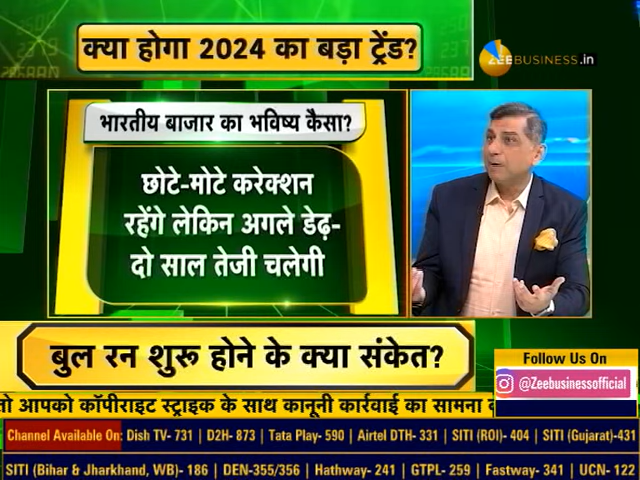 क्या होगा 2024 का बड़ा ट्रेंड?
ZEEBUSINESS.in
भारतीय बाजार का भविष्य कैसा?
छोटे-मोटे करेक्शन
रहेंगे लेकिन अगले डेढ़-
दो साल तेजी चलेगी
बुल रन शुरू होने के क्या संकेत?
Follow Us On
@Zeebusinessofficial
तो आपको कॉपीराइट स्ट्राइक के साथ कानूनी कार्रवाई का सामना
Channel Available On: Dish TV- 731 | D2H- 873 | Tata Play- 590 | Airtel DTH- 331 | SITI (ROI)- 404 | SITI (Gujarat)-431
SITI (Bihar & Jharkhand, WB)- 186 | DEN-355/356 | Hathway- 241 | GTPL- 259 | Fastway- 341 | UCN- 122